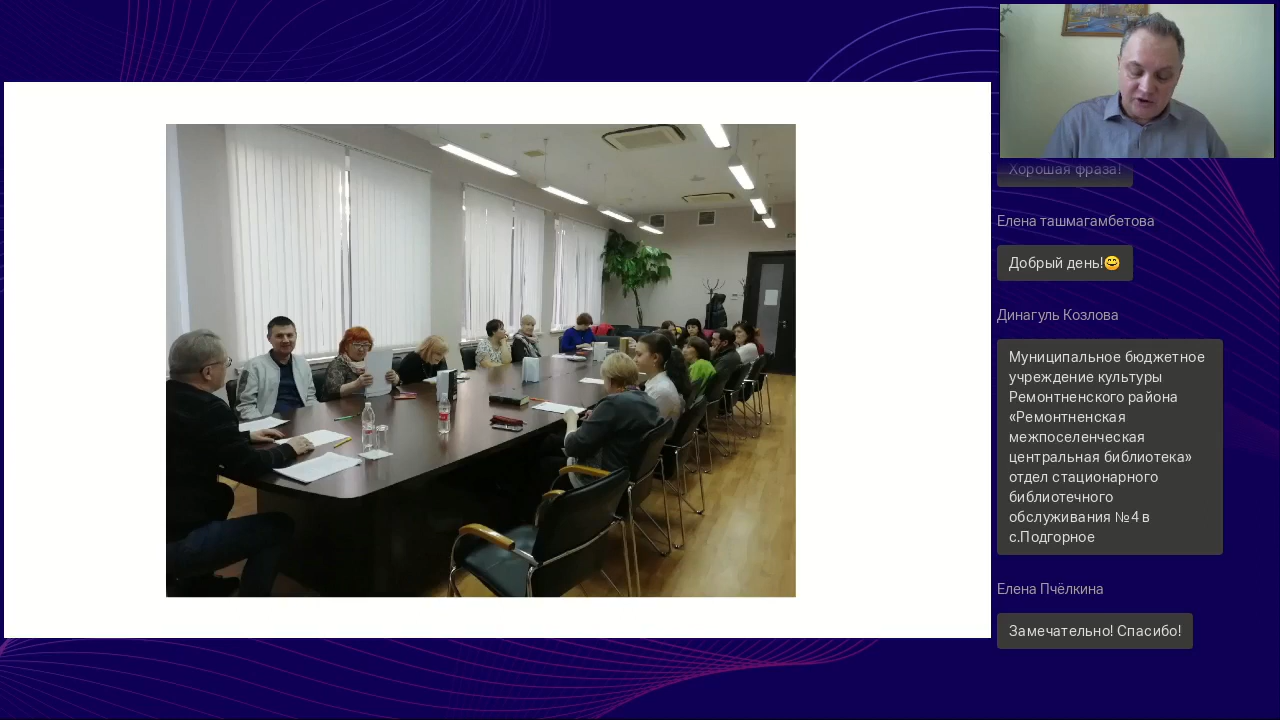 Хорошая фраза!
Елена ташмагамбетова
Добрый день!😊
Динагуль Козлова
Муниципальное бюджетное
учреждение культуры
Ремонтненского района
«Ремонтненская
межпоселенческая
центральная библиотека»
отдел стационарного
библиотечного
обслуживания №4 в
с.Подгорное
Елена Пчёлкина
Замечательно! Спасибо!